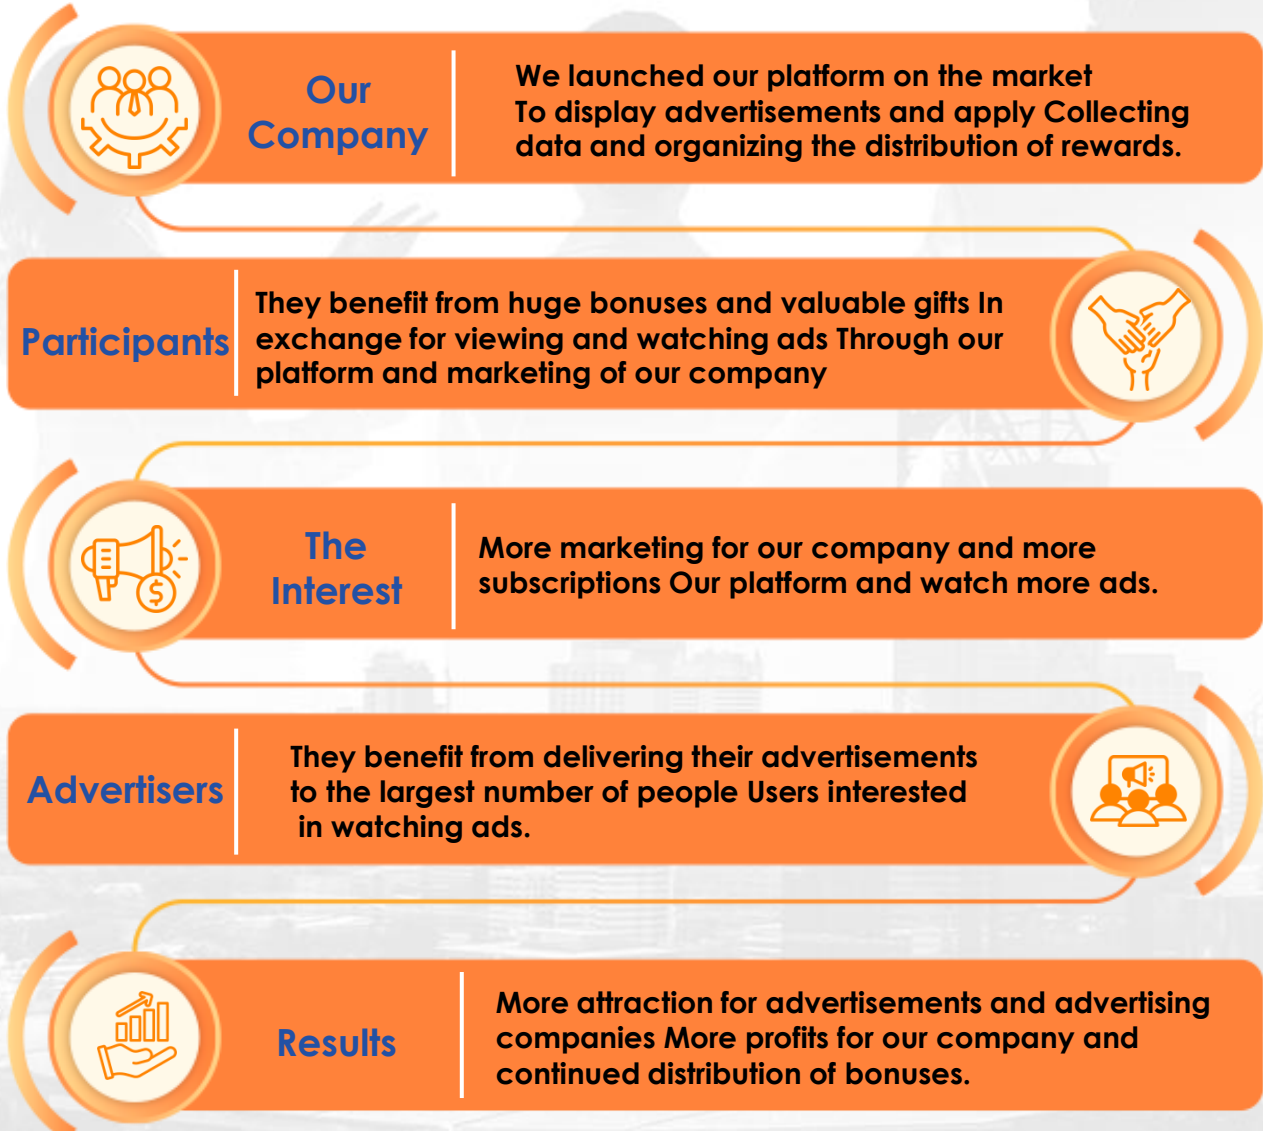 Our
Company
We launched our platform on the market
To display advertisements and apply Collecting
data and organizing the distribution of rewards.
Participants
They benefit from huge bonuses and valuable gifts In
exchange for viewing and watching ads Through our
platform and marketing of our company
The
Interest
More marketing for our company and more
subscriptions Our platform and watch more ads.
Advertisers
They benefit from delivering their advertisements
to the largest number of people Users interested
in watching ads.
Results
More attraction for advertisements and advertising
companies More profits for our company and
continued distribution of bonuses.